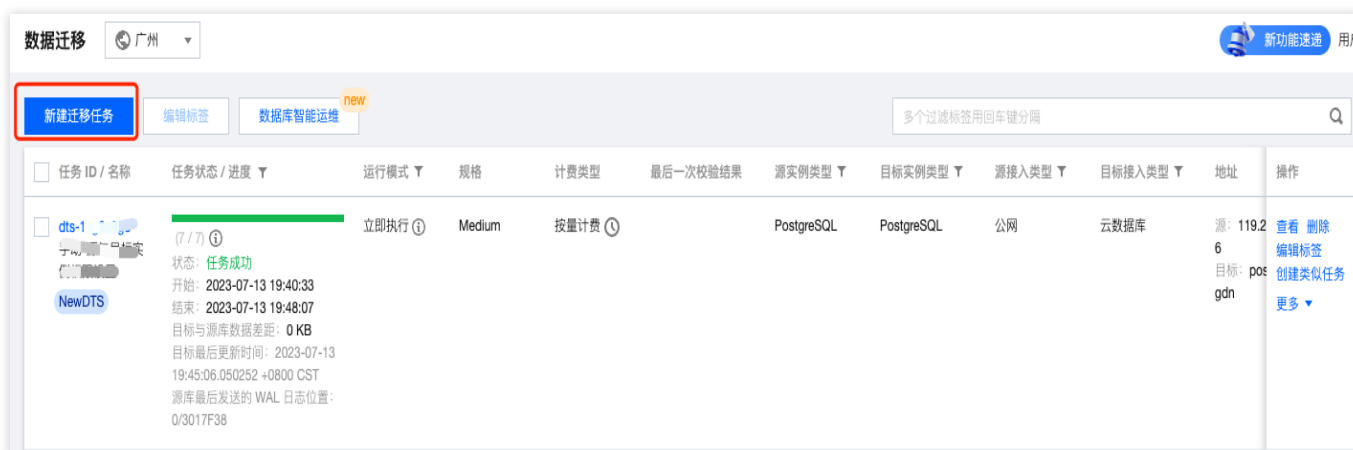 数据迁移
广州
新功能速递
新建迁移任务
编辑标签
数据库智能运维
new
多个过滤标签用回车键分隔
任务 ID / 名称
任务状态 / 进度
运行模式
规格
计费类型
最后一次校验结果
源实例类型
目标实例类型
源接入类型
目标接入类型
地址
操作
dts-1
NewDTS
(7 / 7)
状态：任务成功
开始：2023-07-13 19:40:33
结束：2023-07-13 19:48:07
目标与源库数据差距：0 KB
目标最后更新时间：2023-07-13
19:45:06.050252 +0800 CST
源库最后发送的 WAL 日志位置：
0/3017F38
立即执行
Medium
按量计费
PostgreSQL
PostgreSQL
公网
云数据库
源：119.2
6
目标：pos
gdn
查看 删除
编辑标签
创建类似任务
更多